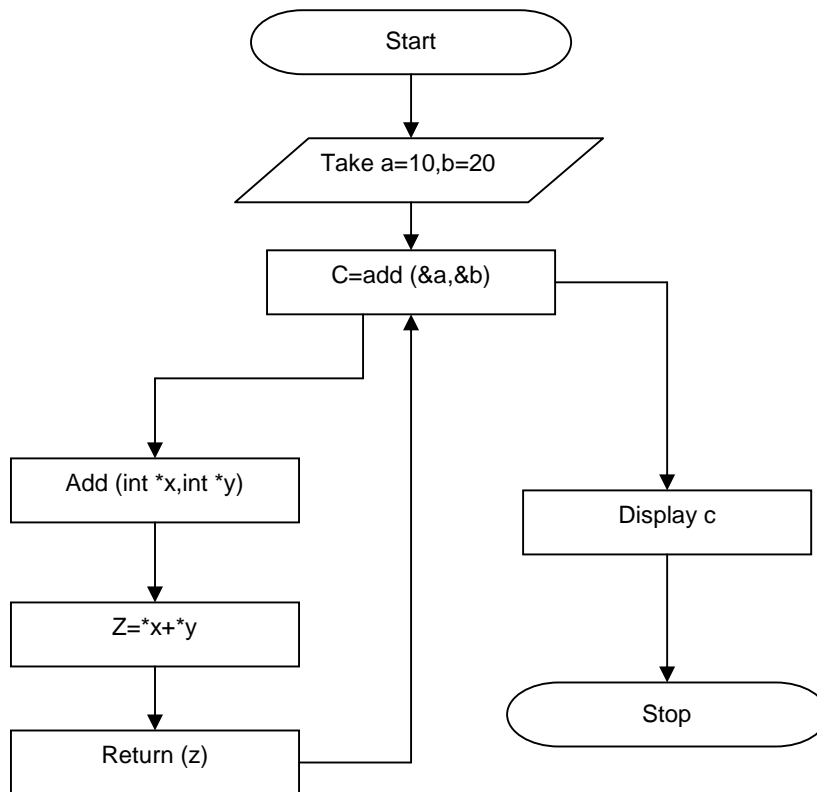 Start
Take a=10,b=20
C=add (&a,&b)
Add (int *x,int *y)
Z=*x+*y
Return (z)
Display c
Stop